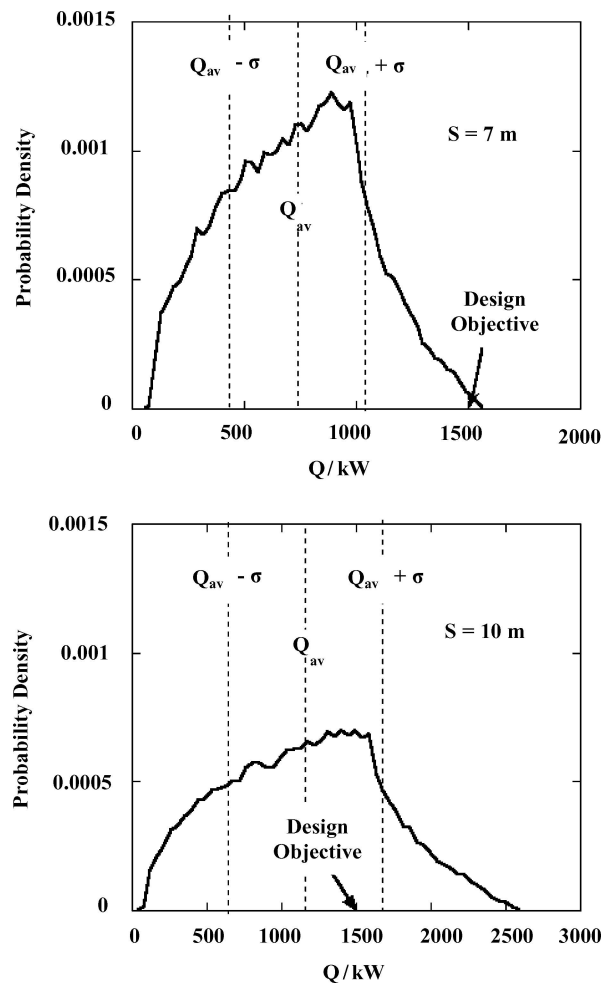 0.0015
Qav - σ
Qav + σ
0.001
S = 7 m
Probability Density
Qav
0.0005
Design
Objective
0
0
500
1000
1500
2000
Q / kW
0.0015
Qav - σ
Qav + σ
0.001
S = 10 m
Qav
Probability Density
0.0005
Design
Objective
0
0
500
1000
1500
2000
2500
3000
Q / kW